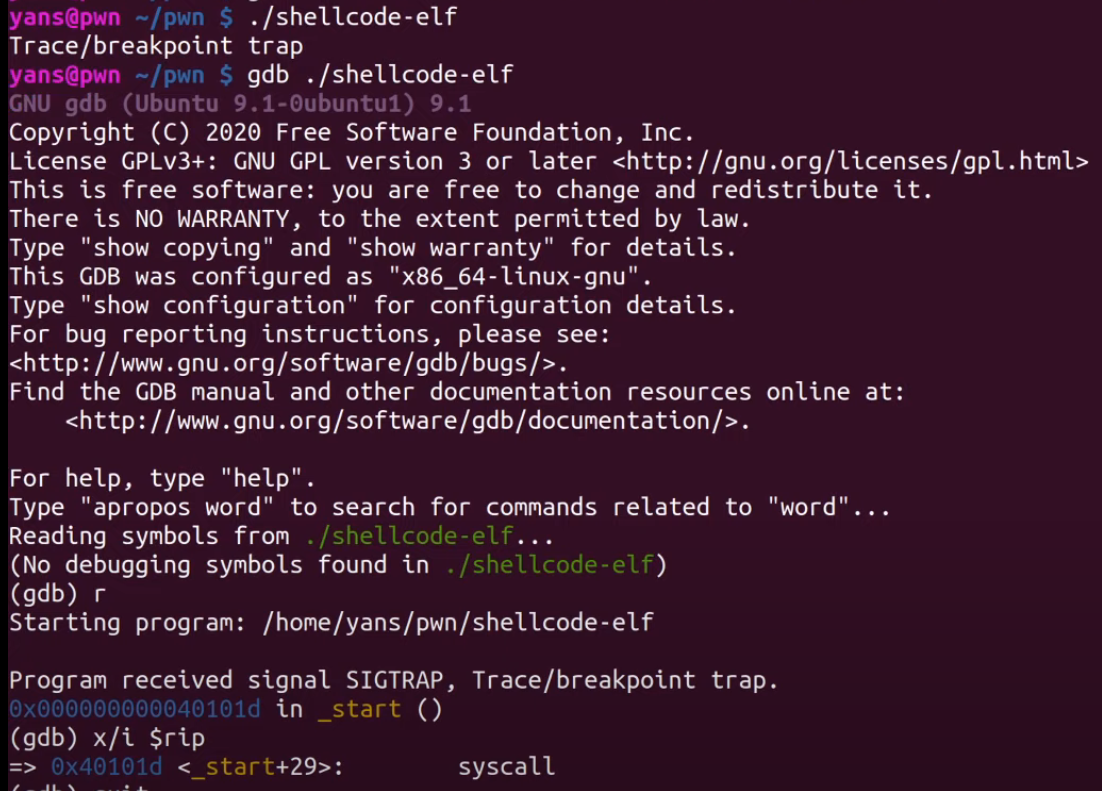 yans@pwn ~/pwn $ ./shellcode-elf
Trace/breakpoint trap
yans@pwn ~/pwn $ gdb ./shellcode-elf
GNU gdb (Ubuntu 9.1-0ubuntu1) 9.1
Copyright (C) 2020 Free Software Foundation, Inc.
License GPLv3+: GNU GPL version 3 or later <http://gnu.org/licenses/gpl.html>
This is free software: you are free to change and redistribute it.
There is NO WARRANTY, to the extent permitted by law.
Type "show copying" and "show warranty" for details.
This GDB was configured as "x86_64-linux-gnu".
Type "show configuration" for configuration details.
For bug reporting instructions, please see:
<http://www.gnu.org/software/gdb/bugs/>.
Find the GDB manual and other documentation resources online at:
    <http://www.gnu.org/software/gdb/documentation/>.

For help, type "help".
Type "apropos word" to search for commands related to "word"...
Reading symbols from ./shellcode-elf...
(No debugging symbols found in ./shellcode-elf)
(gdb) r
Starting program: /home/yans/pwn/shellcode-elf

Program received signal SIGTRAP, Trace/breakpoint trap.
0x000000000040101d in _start ()
(gdb) x/i $rip
=> 0x40101d <_start+29>:        syscall
(gdb) quit